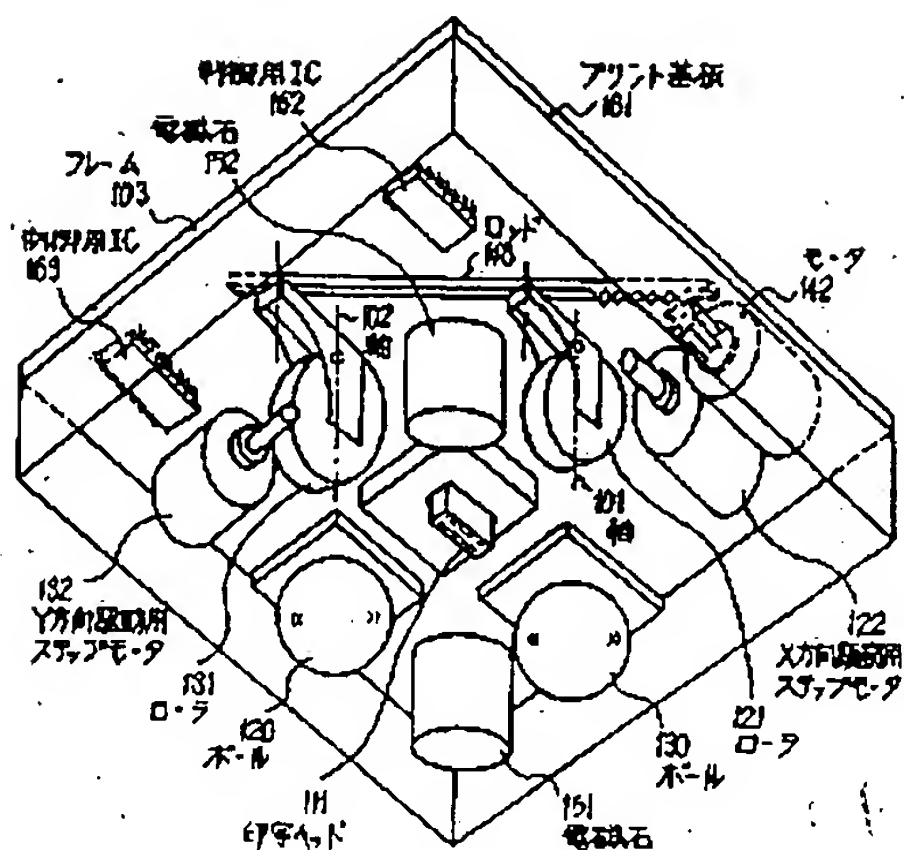 制御用IC
162
電磁石
152
フレーム
103
制御用IC
169
プリント基板
161
ロッド
モータ
142
102
軸
101
軸
132
Y方向駆動用
ステップモータ
131
ローラ
120
ボール
111
印字ヘッド
151
電磁石
130
ボール
121
ロータ
122
X方向駆動用
ステップモータ